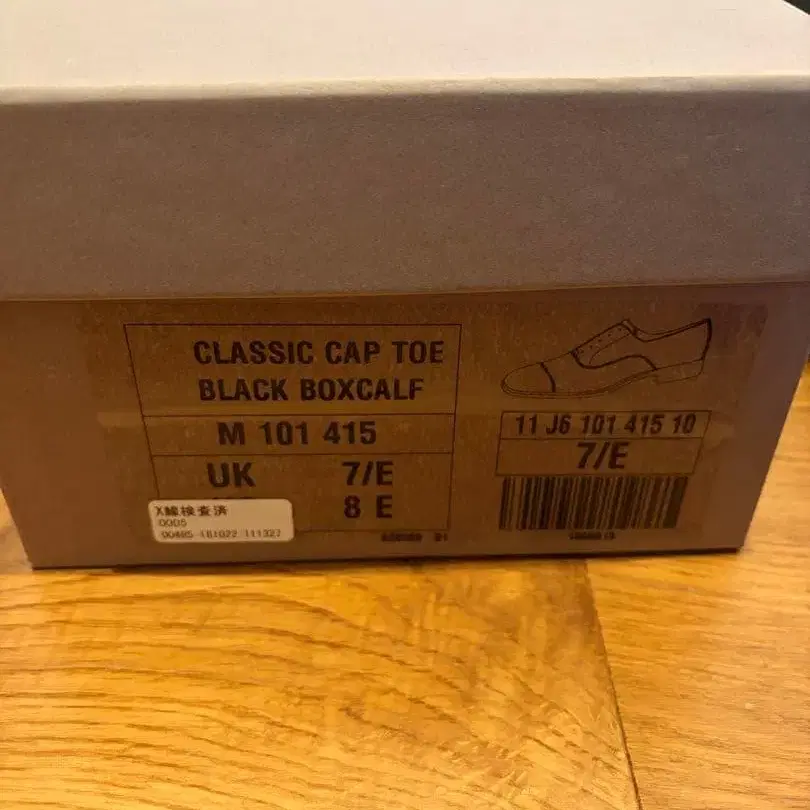 CLASSIC CAP TOE
BLACK BOXCALF
M 101 415
UK 7/E
8 E
X線検査済
0005
11 J6 101 415 10
7/E